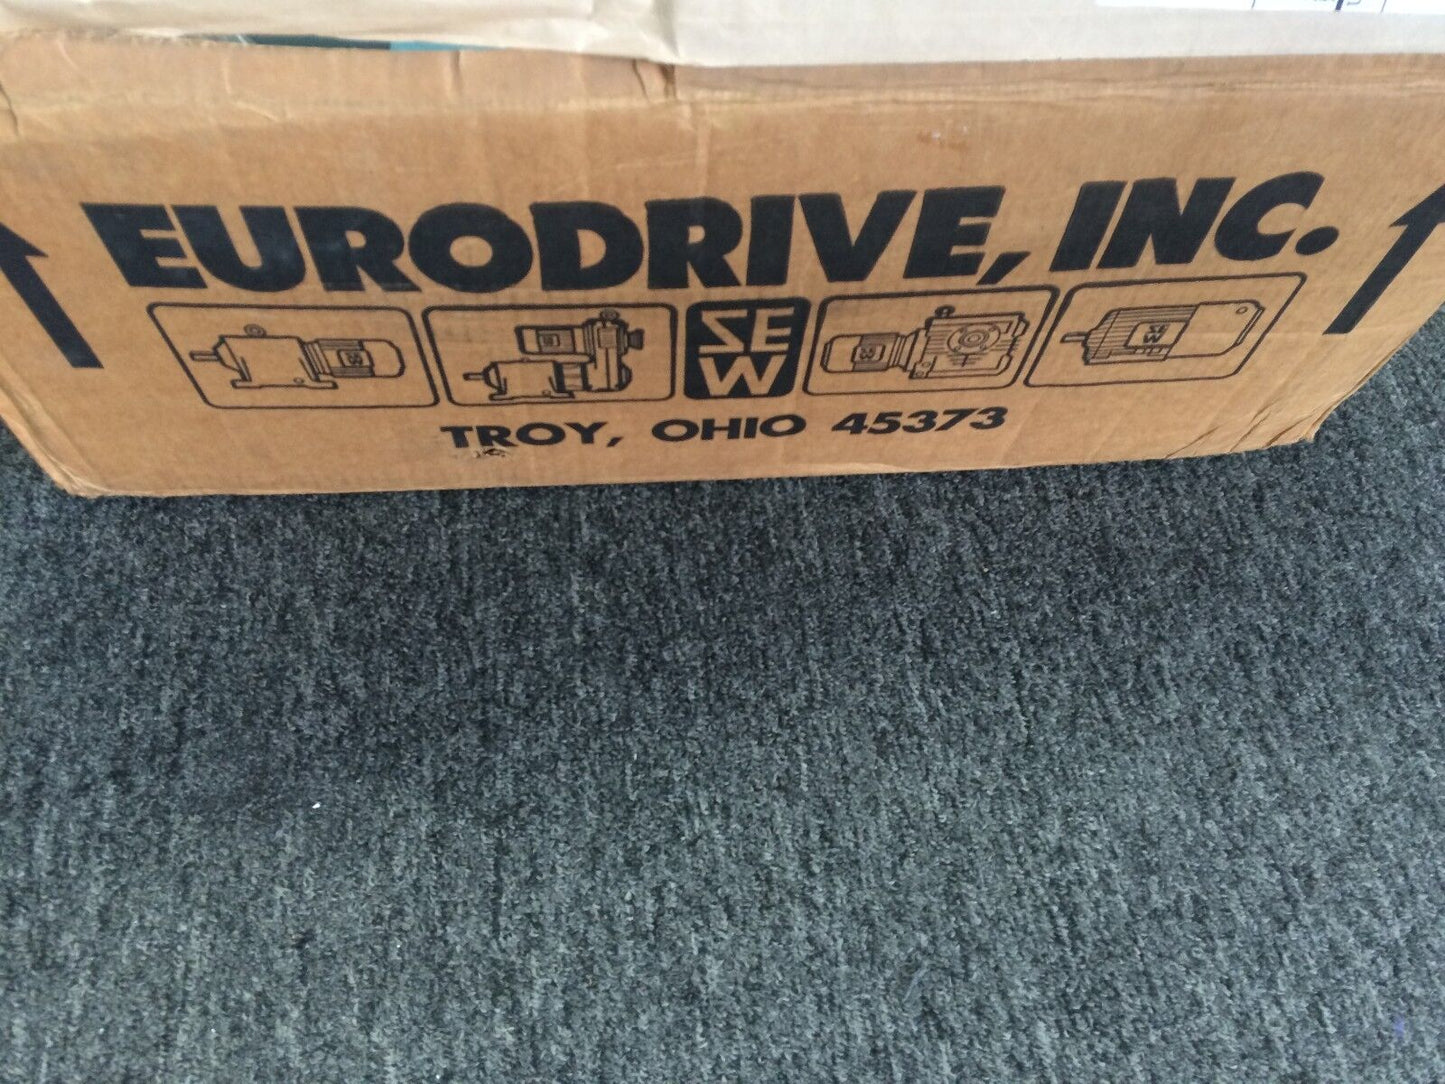 EURODRIVE, INC.
SEW
TROY, OHIO 45373